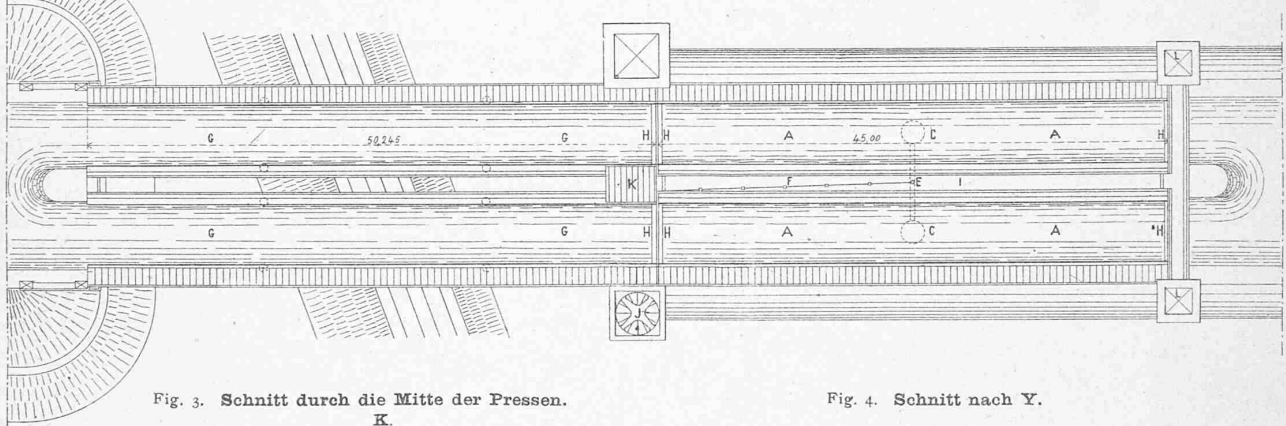 L
G 50,245 G H H A 45,00 C A H
K F E I
G G H H A C A H
J L
Fig. 3. Schnitt durch die Mitte der Pressen.
K.
Fig. 4. Schnitt nach Y.